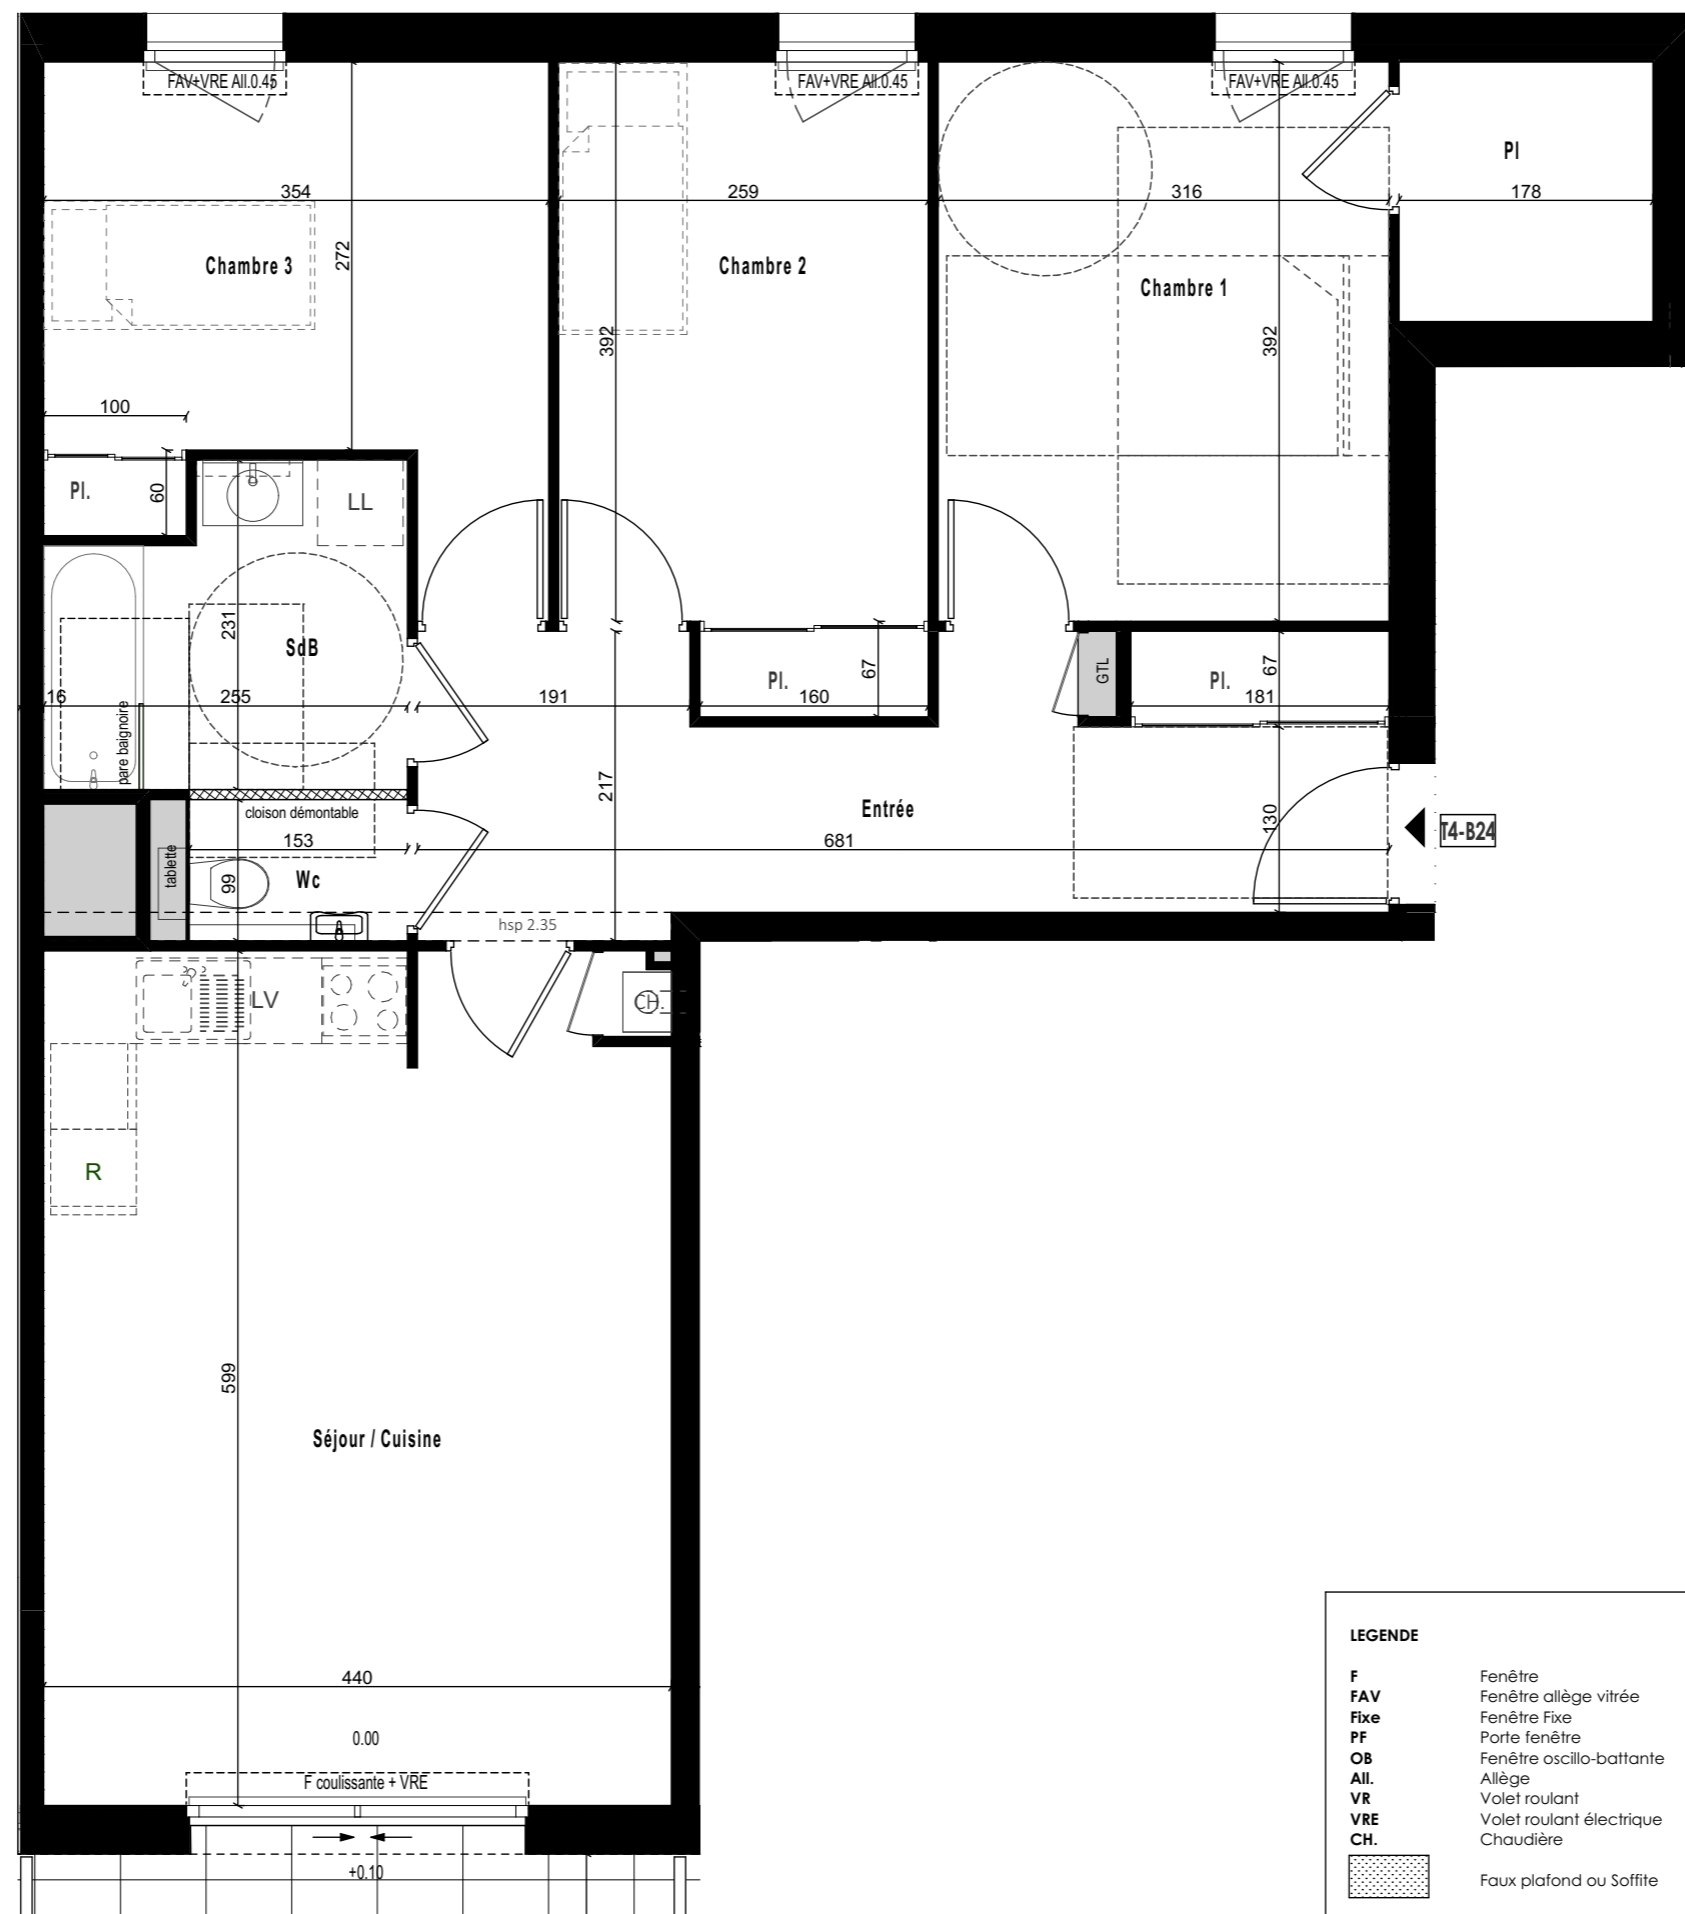 FAV+VRE All.0.45
FAV+VRE All.0.45
FAV+VRE All.0.45
Pl
354
259
316
178
272
Chambre 3
Chambre 2
Chambre 1
392
392
100
Pl.
60
LL
231
SdB
Pl.
67
GTL
Pl.
67
16
255
191
160
181
pare baignoire
217
cloison démontable
Entrée
130
T4-B24
153
681
tablette
99
Wc
hsp 2.35
LV
CH.
R
599
Séjour / Cuisine
440
0.00
F coulissante + VRE
+0.10
LEGENDE
F Fenêtre
FAV Fenêtre allège vitrée
Fixe Fenêtre Fixe
PF Porte fenêtre
OB Fenêtre oscillo-battante
All. Allège
VR Volet roulant
VRE Volet roulant électrique
CH. Chaudière
Faux plafond ou Soffite